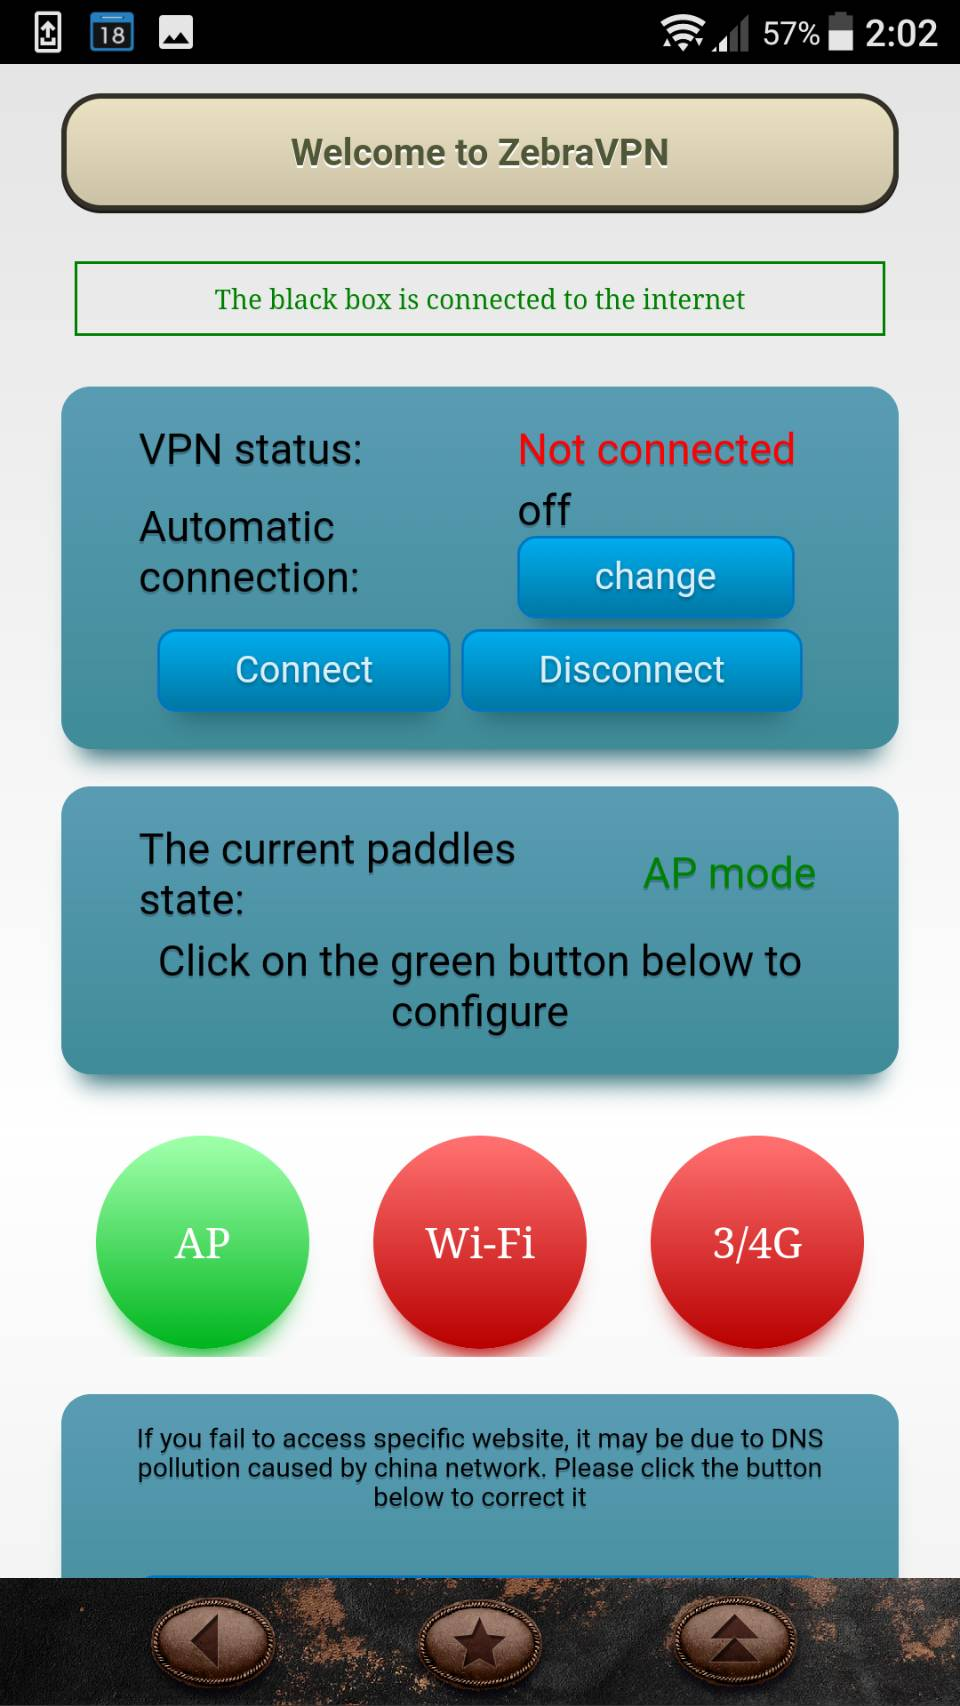 18
57%
2:02
Welcome to ZebraVPN
The black box is connected to the internet
VPN status:
Not connected
Automatic
connection:
off
change
Connect
Disconnect
The current paddles
state:
AP mode
Click on the green button below to
configure
AP
Wi-Fi
3/4G
If you fail to access specific website, it may be due to DNS
pollution caused by china network. Please click the button
below to correct it